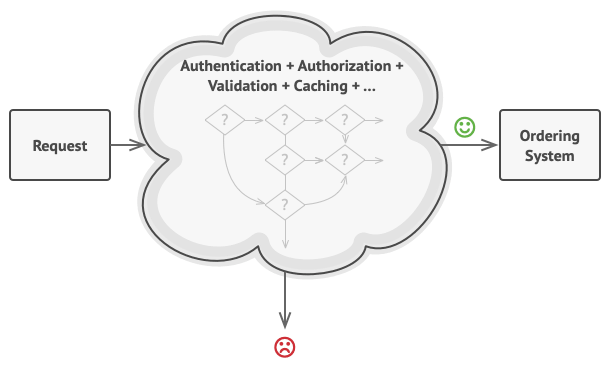 Authentication + Authorization +
Validation + Caching + ...
Request
?
?
?
?
?
?
Ordering
System